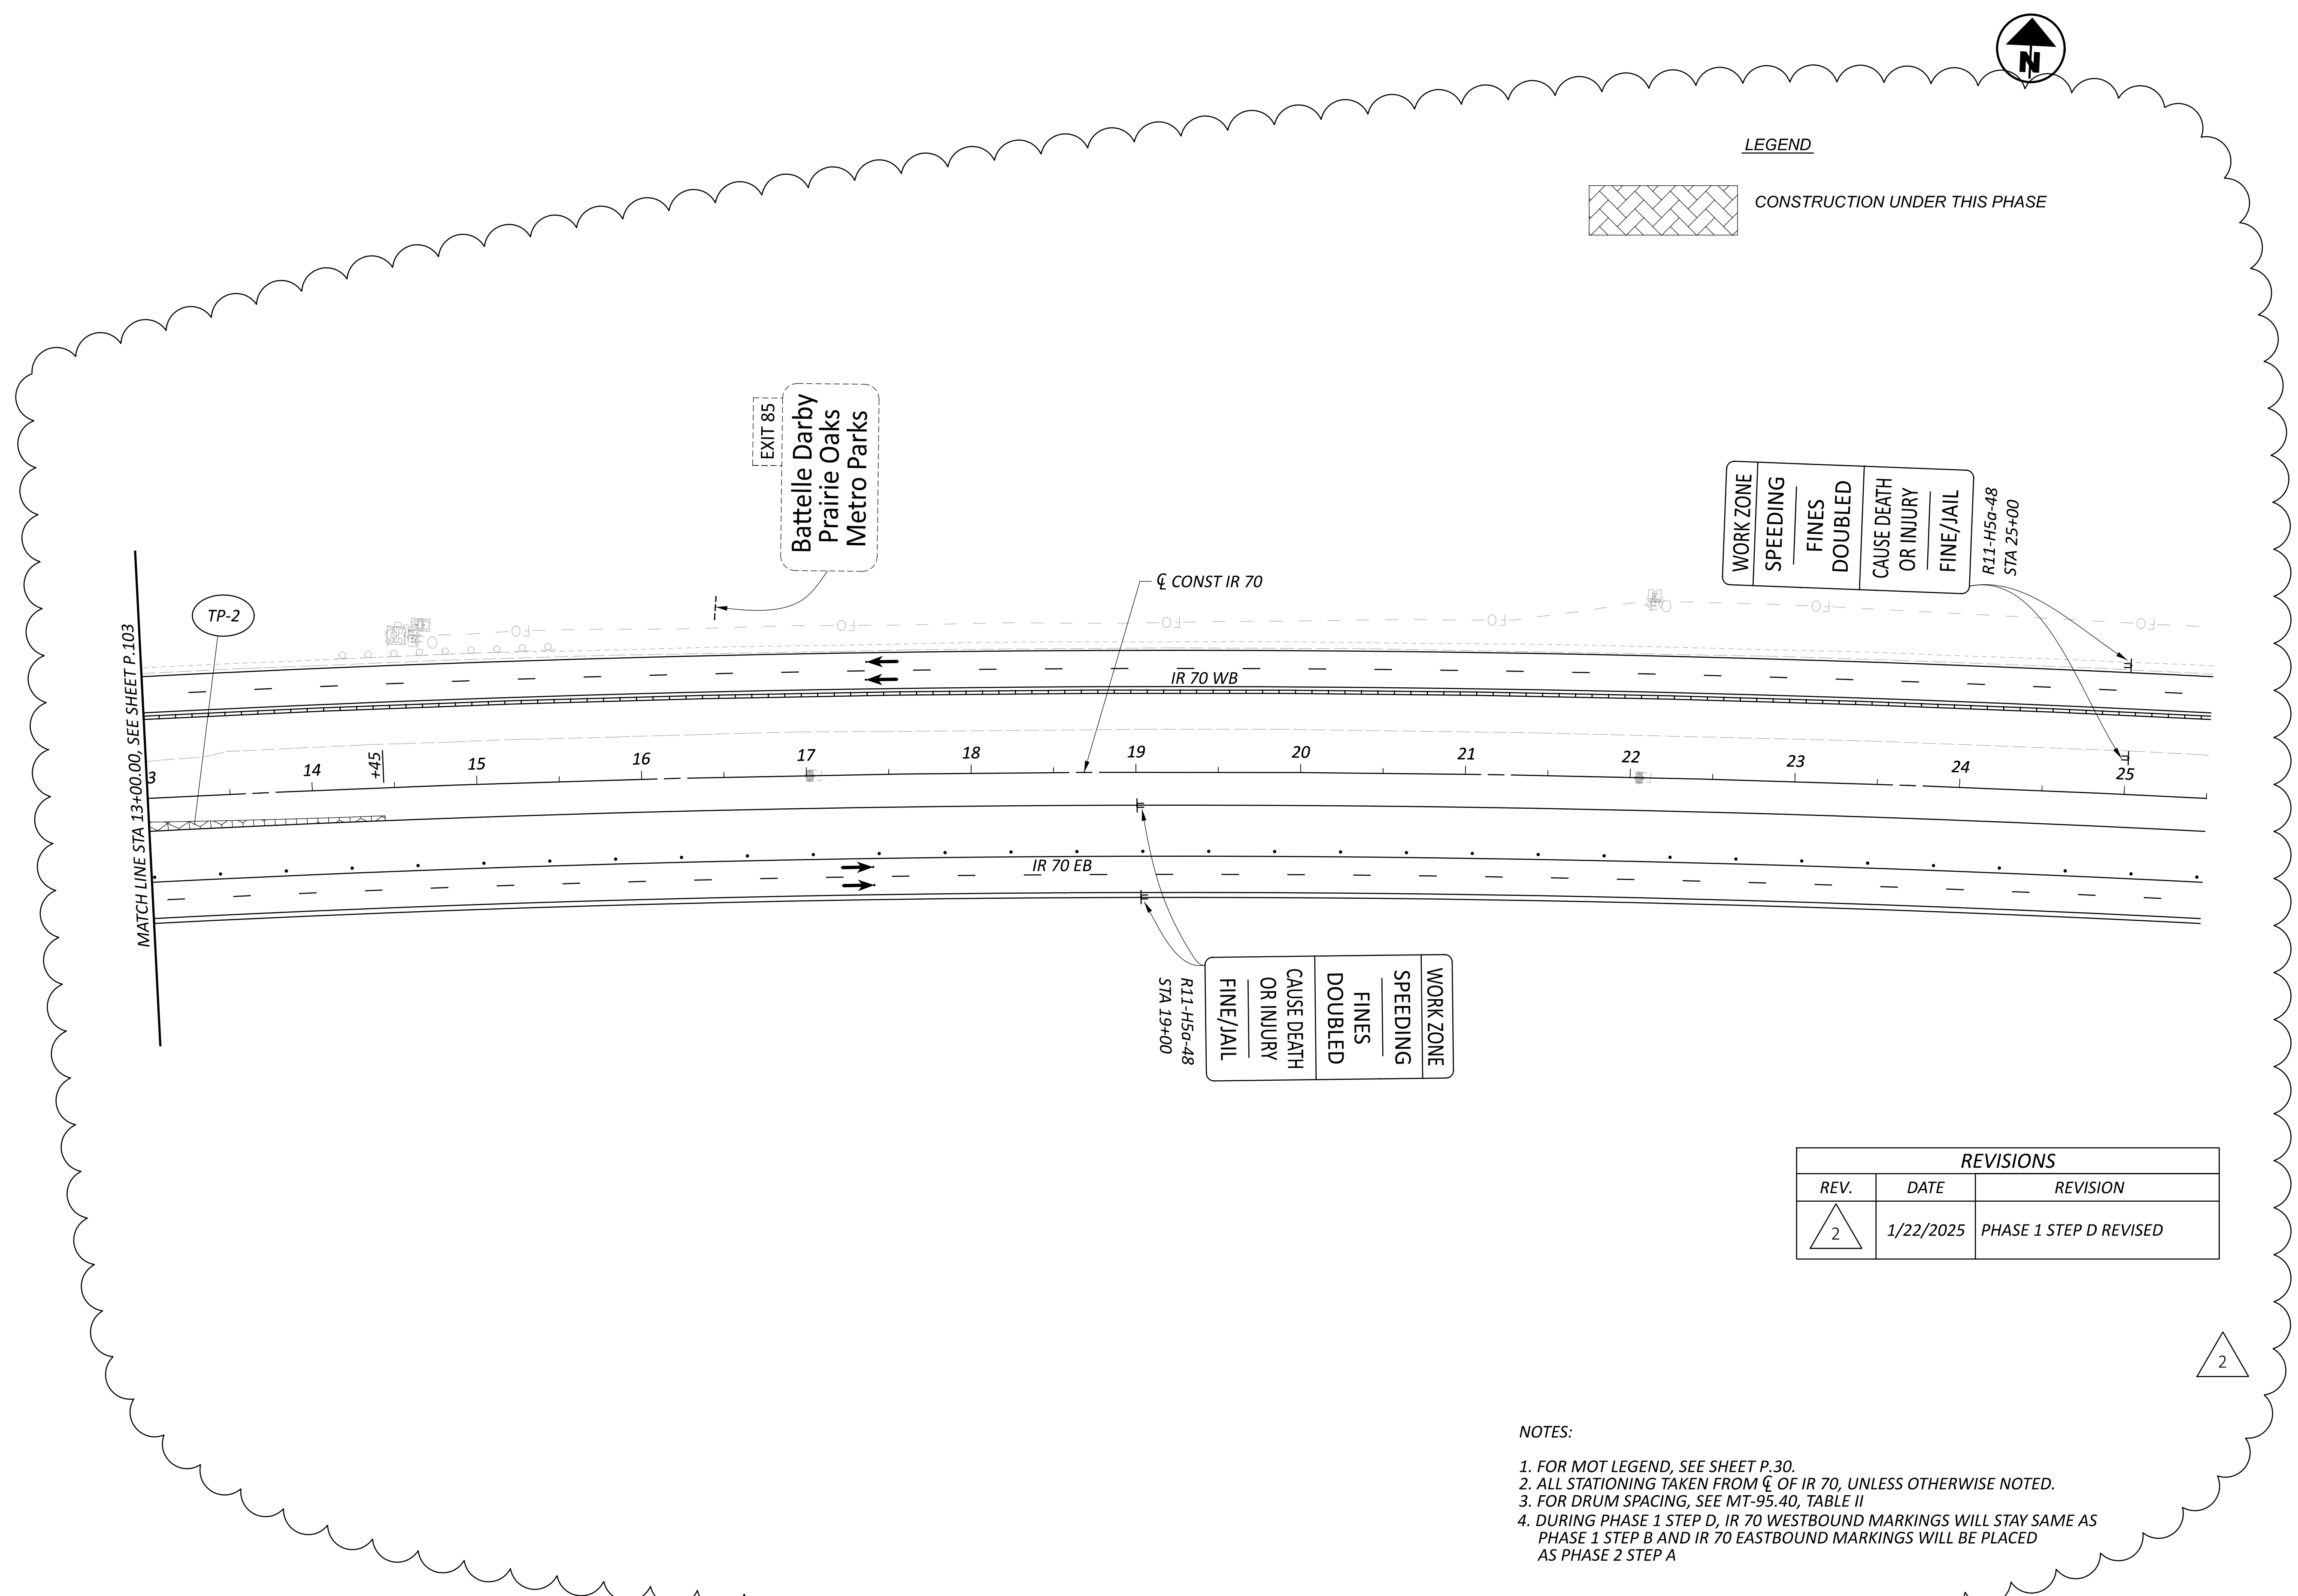 N
LEGEND
CONSTRUCTION UNDER THIS PHASE
EXIT 85
Battelle Darby
Prairie Oaks
Metro Parks
WORK ZONE
SPEEDING
FINES
DOUBLED
CAUSE DEATH
OR INJURY
FINE/JAIL
R11-H5a-48
STA 25+00
℄ CONST IR 70
TP-2
MATCH LINE STA 13+00.00, SEE SHEET P.103
IR 70 WB
3 14 +45 15 16 17 18 19 20 21 22 23 24 25
IR 70 EB
WORK ZONE
SPEEDING
FINES
DOUBLED
CAUSE DEATH
OR INJURY
FINE/JAIL
R11-H5a-48
STA 19+00
REVISIONS
REV. DATE REVISION
2 1/22/2025 PHASE 1 STEP D REVISED
2
NOTES:
1. FOR MOT LEGEND, SEE SHEET P.30.
2. ALL STATIONING TAKEN FROM ℄ OF IR 70, UNLESS OTHERWISE NOTED.
3. FOR DRUM SPACING, SEE MT-95.40, TABLE II
4. DURING PHASE 1 STEP D, IR 70 WESTBOUND MARKINGS WILL STAY SAME AS
PHASE 1 STEP B AND IR 70 EASTBOUND MARKINGS WILL BE PLACED
AS PHASE 2 STEP A